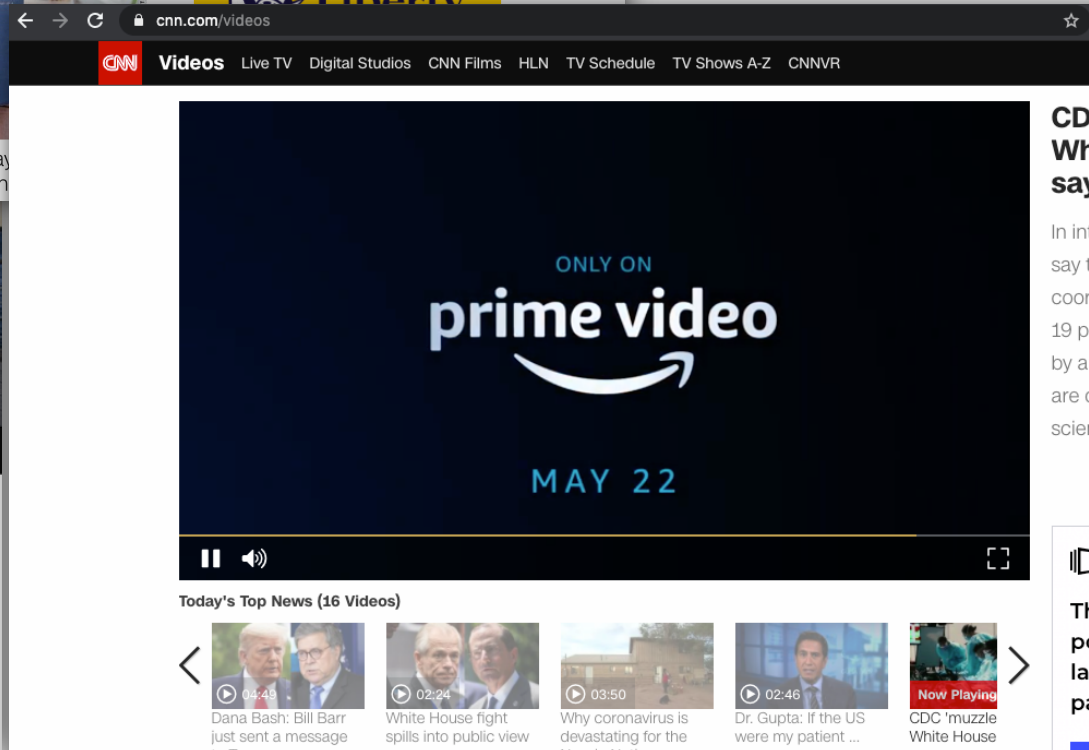 cnn.com/videos
CNN Videos Live TV Digital Studios CNN Films HLN TV Schedule TV Shows A-Z CNNVR
ONLY ON
prime video
MAY 22
CD
Wh
say
In in
say t
coor
19 p
by a
are o
scie
Today's Top News (16 Videos)
04:49
Dana Bash: Bill Barr
just sent a message
02:24
White House fight
spills into public view
03:50
Why coronavirus is
devastating for the
02:46
Dr. Gupta: If the US
were my patient ...
Now Playing
CDC 'muzzle
White House
Th
po
la
pa